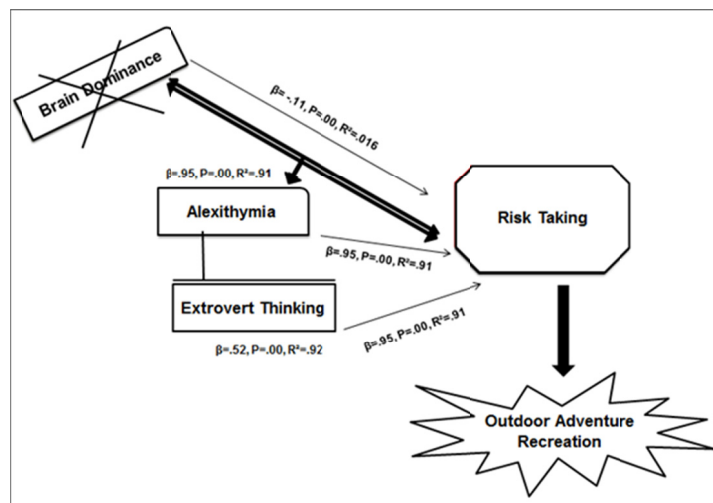 Brain Dominance
β= -.11, P=.00, R²=.016
β=.95, P=.00, R²=.91
Alexithymia
Risk Taking
β=.95, P=.00, R²=.91
Extrovert Thinking
β=.95, P=.00, R²=.91
β=.52, P=.00, R²=.92
Outdoor Adventure
Recreation